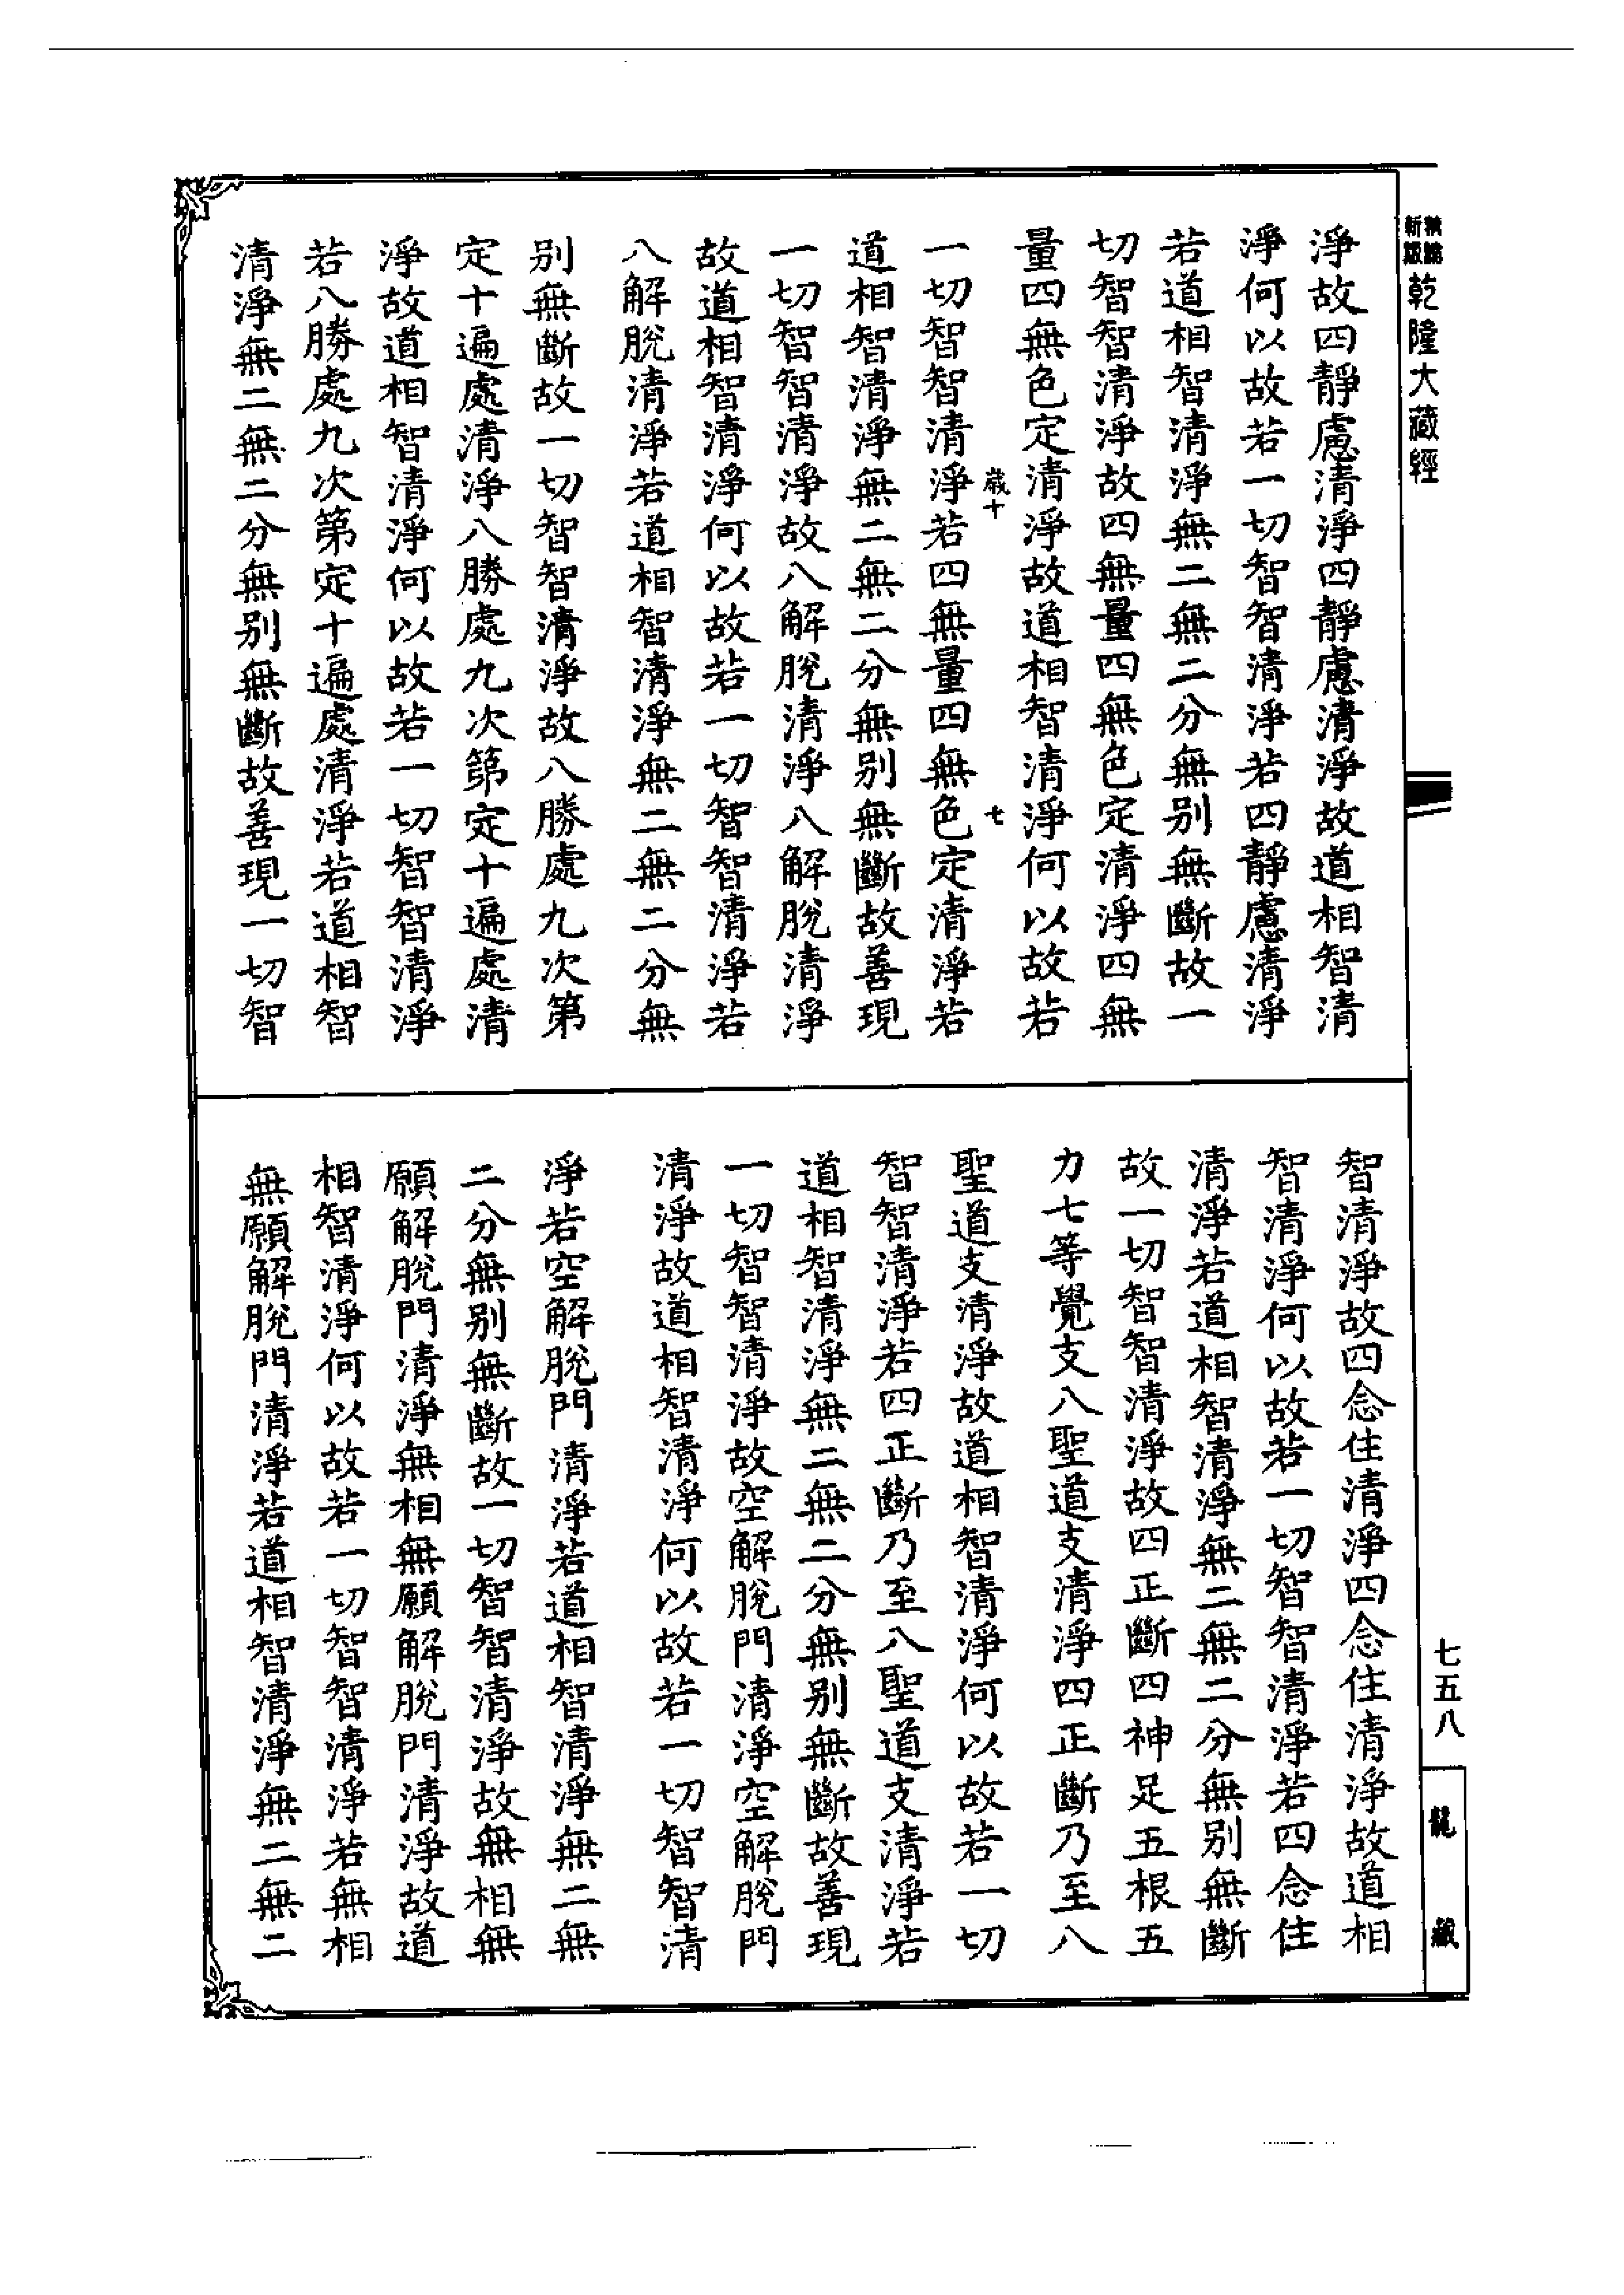 新編縮版
乾隆大藏經
淨故四靜慮清淨四靜慮清淨故道相智清
淨何以故若一切智智清淨若四靜慮清淨
若道相智清淨無二無二分無别無斷故一
切智智清淨故四無量四無色定清淨四無
量四無色定清淨故道相智清淨何以故若
歲十
七
一切智智清淨若四無量四無色定清淨若
道相智清淨無二無二分無别無斷故善現
一切智智清淨故八解脫清淨八解脫清淨
故道相智清淨何以故若一切智智清淨若
八解脫清淨若道相智清淨無二無二分無
别無斷故一切智智清淨故八勝處九次第
定十遍處清淨八勝處九次第定十遍處清
淨故道相智清淨何以故若一切智智清淨
若八勝處九次第定十遍處清淨若道相智
清淨無二無二分無别無斷故善現一切智
智清淨故四念住清淨四念住清淨故道相
智清淨何以故若一切智智清淨若四念住
清淨若道相智清淨無二無二分無别無斷
故一切智智清淨故四正斷四神足五根五
力七等覺支八聖道支清淨四正斷乃至八
聖道支清淨故道相智清淨何以故若一切
智智清淨若四正斷乃至八聖道支清淨若
道相智清淨無二無二分無别無斷故善現
一切智智清淨故空解脫門清淨空解脫門
清淨故道相智清淨何以故若一切智智清
淨若空解脫門清淨若道相智清淨無二無
二分無别無斷故一切智智清淨故無相無
願解脫門清淨無相無願解脫門清淨故道
相智清淨何以故若一切智智清淨若無相
無願解脫門清淨若道相智清淨無二無二
七五八
龍藏